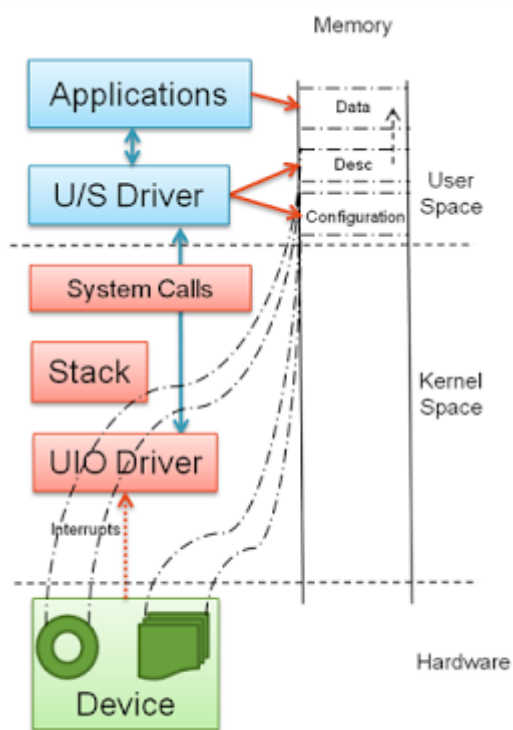 Memory
Applications
Data
U/S Driver
Desc
User
Space
Configuration
System Calls
Stack
Kernel
Space
UIO Driver
Interrupts
Hardware
Device